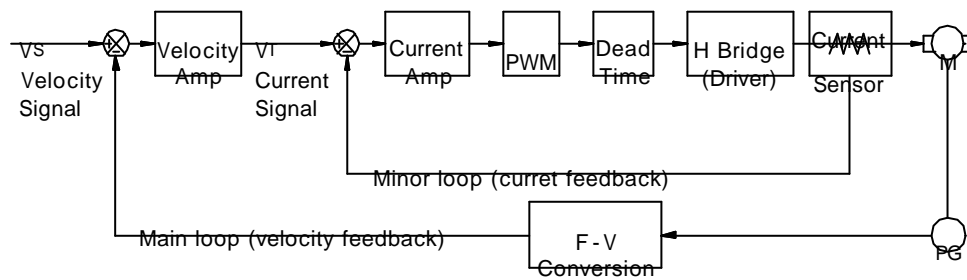 VS
Velocity
Signal
Velocity
Amp
VI
Current
Signal
Current
Amp
PWM
Dead
Time
H Bridge
(Driver)
Current
Sensor
M
Minor loop (curret feedback)
Main loop (velocity feedback)
F-V
Conversion
PG